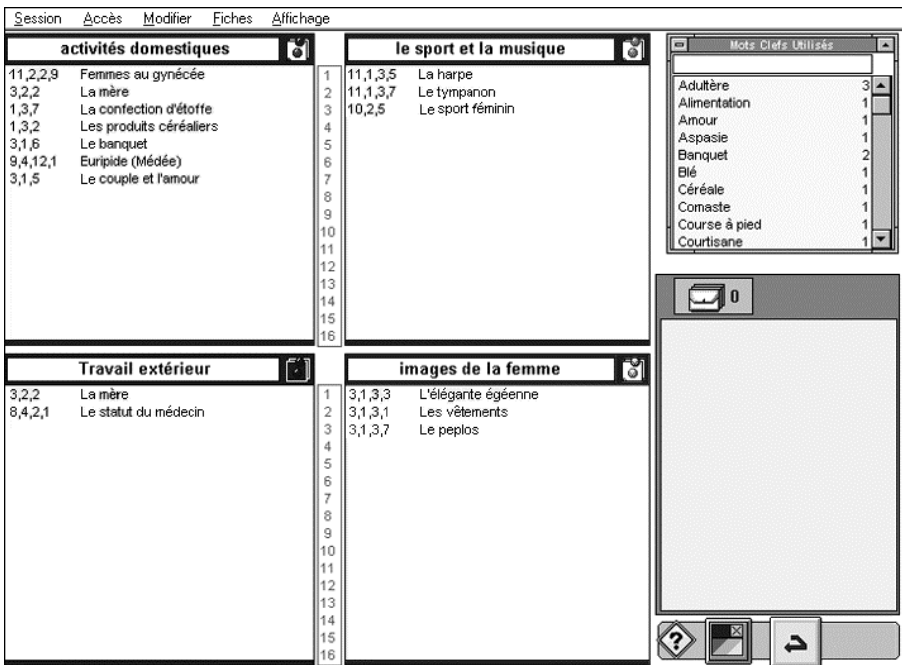 Session Accès Modifier Fiches Affichage
activités domestiques
11,2,2,9 Femmes au gynécée
3,2,2 La mère
1,3,7 La confection d'étoffe
1,3,2 Les produits céréaliers
3,1,6 Le banquet
9,4,12,1 Euripide (Médée)
3,1,5 Le couple et l'amour
1
2
3
4
5
6
7
8
9
10
11
12
13
14
15
16
le sport et la musique
11,1,3,5 La harpe
11,1,3,7 Le tympanon
10,2,5 Le sport féminin
Mots Clefs Utilisés
Adultère 3
Alimentation 1
Amour 1
Aspasie 1
Banquet 2
Blé 1
Céréale 1
Comaste 1
Course à pied 1
Courtisane 1
0
Travail extérieur
3,2,2 La mère
8,4,2,1 Le statut du médecin
1
2
3
4
5
6
7
8
9
10
11
12
13
14
15
16
images de la femme
3,1,3,3 L'élégante égéenne
3,1,3,1 Les vêtements
3,1,3,7 Le peplos
?